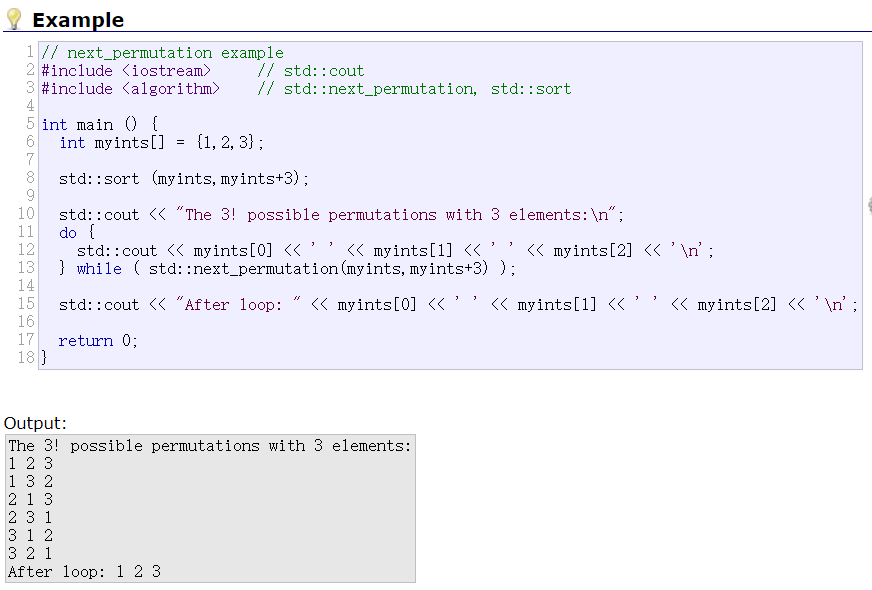 Example
1 // next_permutation example
2 #include <iostream>     // std::cout
3 #include <algorithm>    // std::next_permutation, std::sort
4
5 int main () {
6   int myints[] = {1,2,3};
7
8   std::sort (myints,myints+3);
9
10   std::cout << "The 3! possible permutations with 3 elements:\n";
11   do {
12     std::cout << myints[0] << ' ' << myints[1] << ' ' << myints[2] << '\n';
13   } while ( std::next_permutation(myints,myints+3) );
14
15   std::cout << "After loop: " << myints[0] << ' ' << myints[1] << ' ' << myints[2] << '\n';
16
17   return 0;
18 }
Output:
The 3! possible permutations with 3 elements:
1 2 3
1 3 2
2 1 3
2 3 1
3 1 2
3 2 1
After loop: 1 2 3